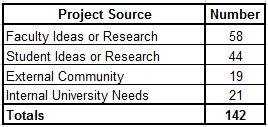 Project Source Number
Faculty Ideas or Research 58
Student Ideas or Research 44
External Community 19
Internal University Needs 21
Totals 142